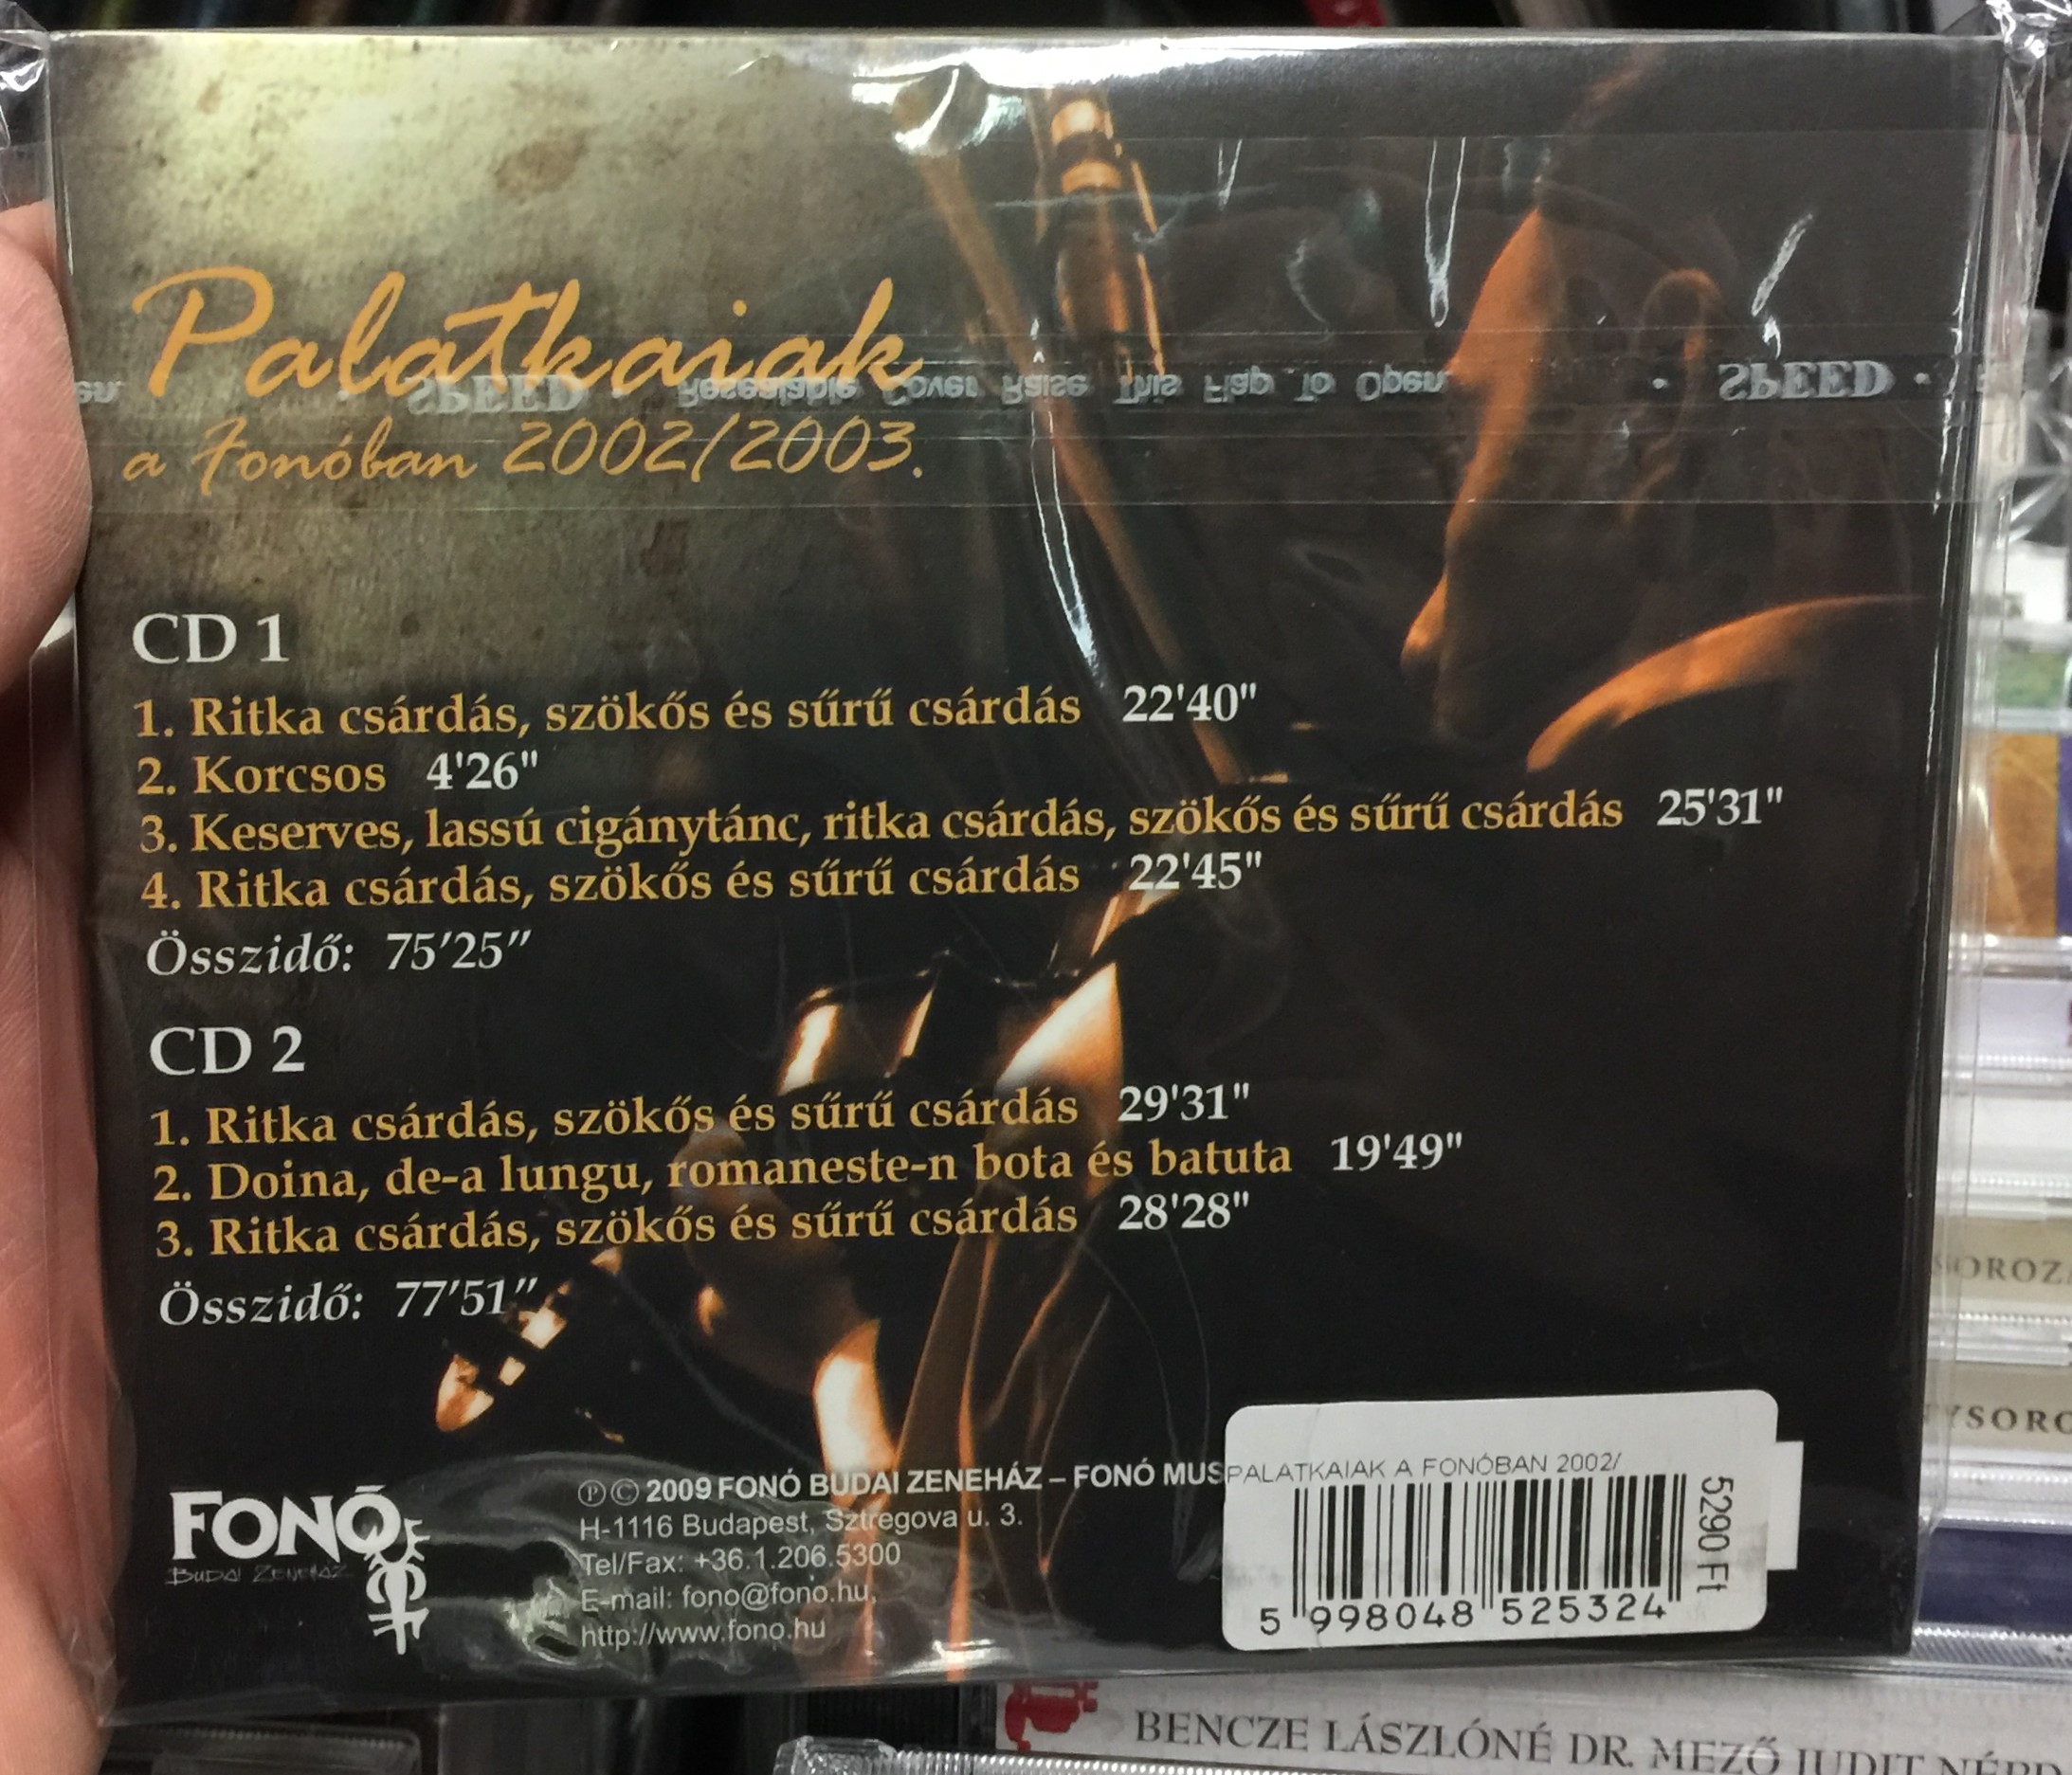 Palatkaiak
en. SPEED · Resealable Cover Raise This Flap To Open · SPEED ·
a Fonóban 2002/2003.
CD 1
1. Ritka csárdás, szökős és sűrű csárdás 22'40"
2. Korcsos 4'26"
3. Keserves, lassú cigánytánc, ritka csárdás, szökős és sűrű csárdás 25'31"
4. Ritka csárdás, szökős és sűrű csárdás 22'45"
Összidő: 75'25"
CD 2
1. Ritka csárdás, szökős és sűrű csárdás 29'31"
2. Doina, de-a lungu, romaneste-n bota és batuta 19'49"
3. Ritka csárdás, szökős és sűrű csárdás 28'28"
Összidő: 77'51"
FONÓ
BUDAI ZENEHÁZ
℗ © 2009 FONÓ BUDAI ZENEHÁZ – FONÓ MUS
H-1116 Budapest, Sztregova u. 3.
Tel/Fax: +36.1.206.5300
E-mail: fono@fono.hu,
http://www.fono.hu
PALATKAIAK A FONÓBAN 2002/
5290 Ft
5 998048 525324
SOROZ
YSORO
BENCZE LÁSZLÓNÉ DR. MEZŐ JUDIT NÉPD